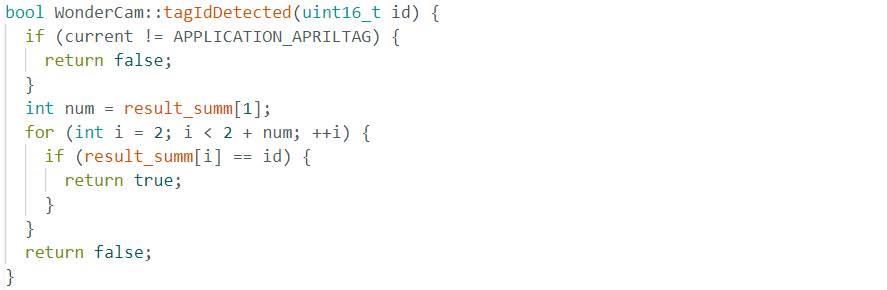 bool WonderCam::tagIdDetected(uint16_t id) {
  if (current != APPLICATION_APRILTAG) {
    return false;
  }
  int num = result_summ[1];
  for (int i = 2; i < 2 + num; ++i) {
    if (result_summ[i] == id) {
      return true;
    }
  }
  return false;
}